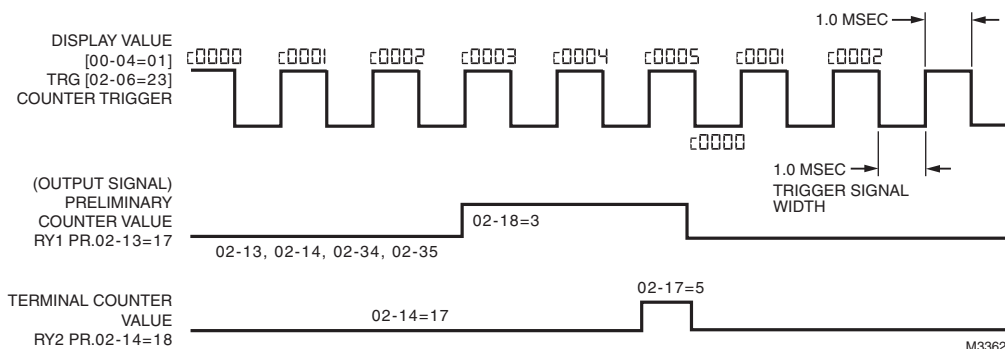 1.0 MSEC
DISPLAY VALUE
[00-04=01]
TRG [02-06=23]
COUNTER TRIGGER
c0000 c0001 c0002 c0003 c0004 c0005 c0001 c0002
c0000
1.0 MSEC
TRIGGER SIGNAL
WIDTH
(OUTPUT SIGNAL)
PRELIMINARY
COUNTER VALUE
RY1 PR.02-13=17
02-18=3
02-13, 02-14, 02-34, 02-35
TERMINAL COUNTER
VALUE
RY2 PR.02-14=18
02-14=17
02-17=5
M3362